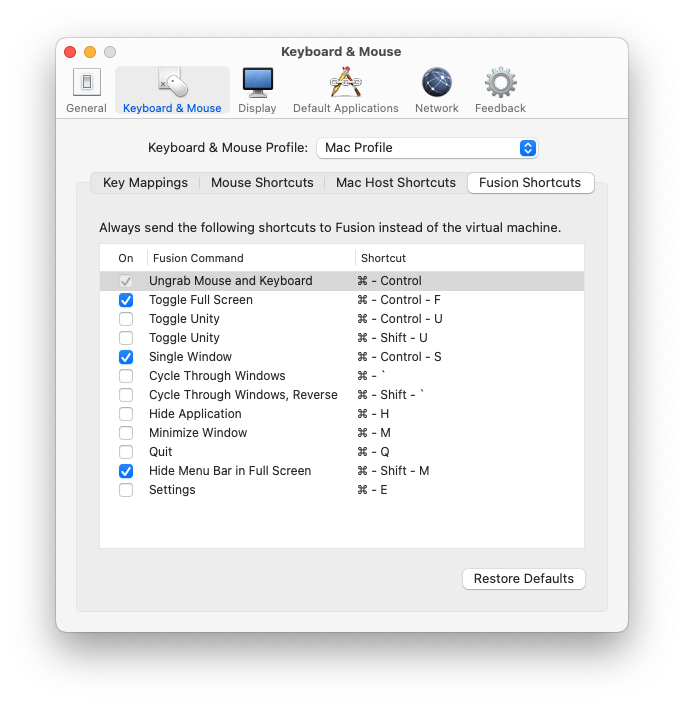 Keyboard & Mouse
General Keyboard & Mouse Display Default Applications Network Feedback
Keyboard & Mouse Profile: Mac Profile
Key Mappings Mouse Shortcuts Mac Host Shortcuts Fusion Shortcuts
Always send the following shortcuts to Fusion instead of the virtual machine.
On Fusion Command Shortcut
Ungrab Mouse and Keyboard ⌘ - Control
Toggle Full Screen ⌘ - Control - F
Toggle Unity ⌘ - Control - U
Toggle Unity ⌘ - Shift - U
Single Window ⌘ - Control - S
Cycle Through Windows ⌘ - `
Cycle Through Windows, Reverse ⌘ - Shift - `
Hide Application ⌘ - H
Minimize Window ⌘ - M
Quit ⌘ - Q
Hide Menu Bar in Full Screen ⌘ - Shift - M
Settings ⌘ - E
Restore Defaults